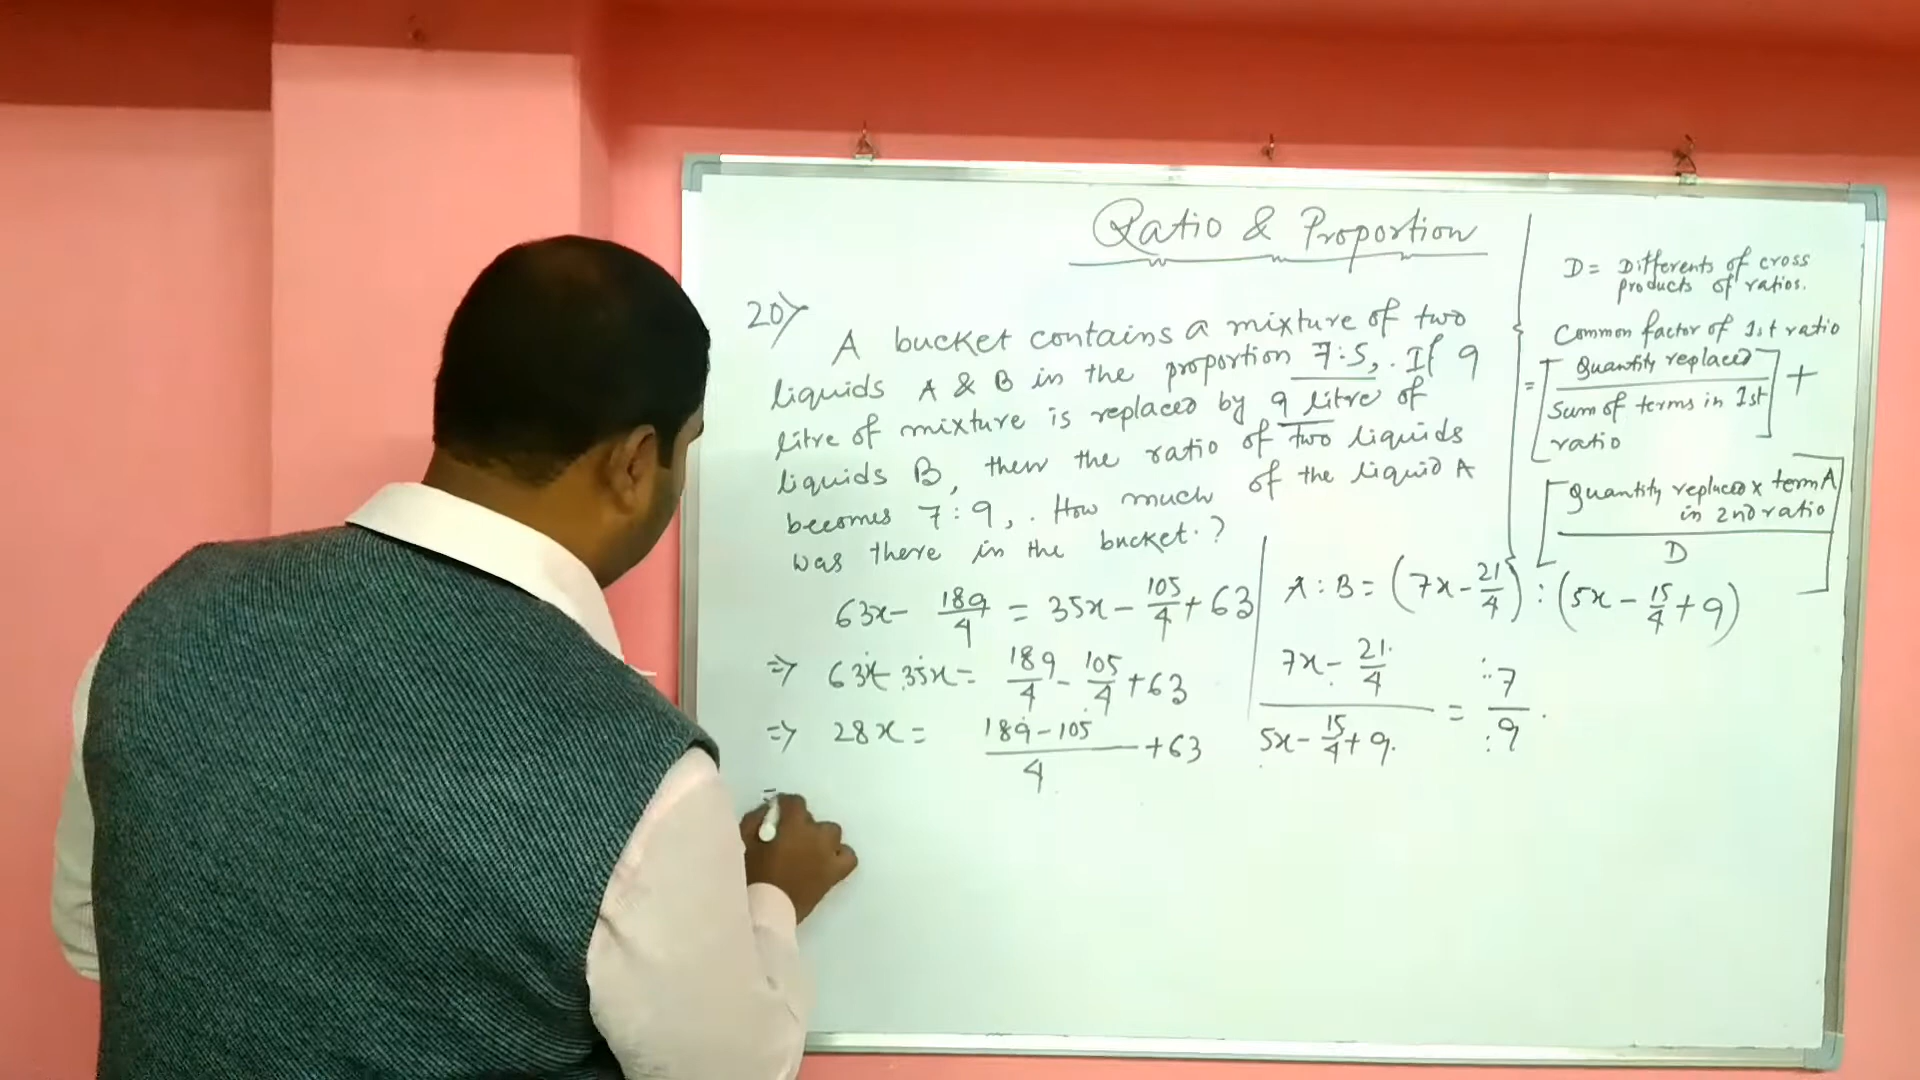 Ratio & Proportion
20)
A bucket contains a mixture of two
liquids A & B in the proportion 7:5,. If 9
litre of mixture is replaced by 9 litre of
liquids B, then the ratio of two liquids
becomes 7:9,. How much of the liquid A
was there in the bucket.?
63x - 189/4 = 35x - 105/4 + 63
=> 63x - 35x = 189/4 - 105/4 + 63
=> 28x = (189 - 105)/4 + 63
=
A : B = (7x - 21/4) : (5x - 15/4 + 9)
(7x - 21/4)/(5x - 15/4 + 9) = 7/9
D = Differents of cross
products of ratios.
Common factor of 1st ratio
= [Quantity replaced / Sum of terms in 1st ratio] +
[Quantity replaced x term A in 2nd ratio / D]